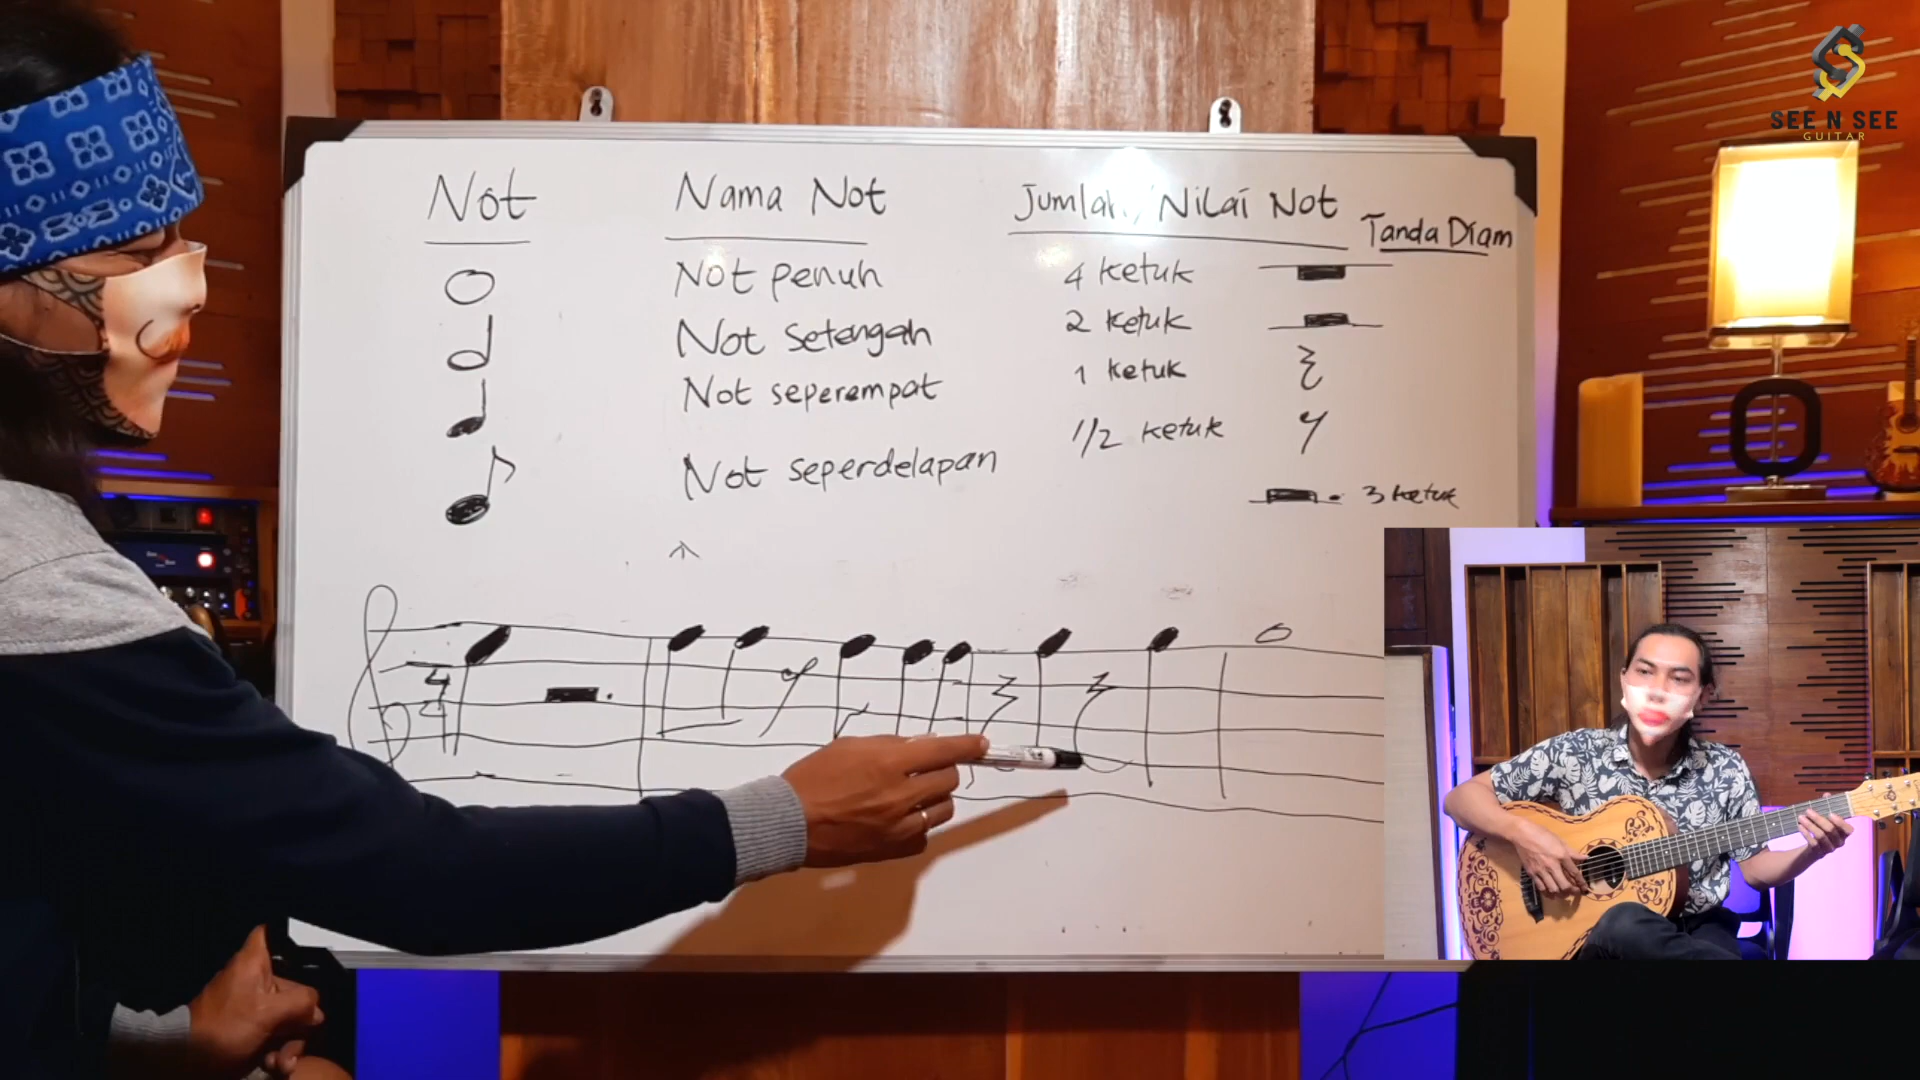 SEE N SEE
GUITAR
Not Nama Not Jumlah/Nilai Not Tanda Diam
Not penuh 4 ketuk
Not setengah 2 ketuk
Not seperempat 1 ketuk
Not seperdelapan 1/2 ketuk
3 ketuk
4
4